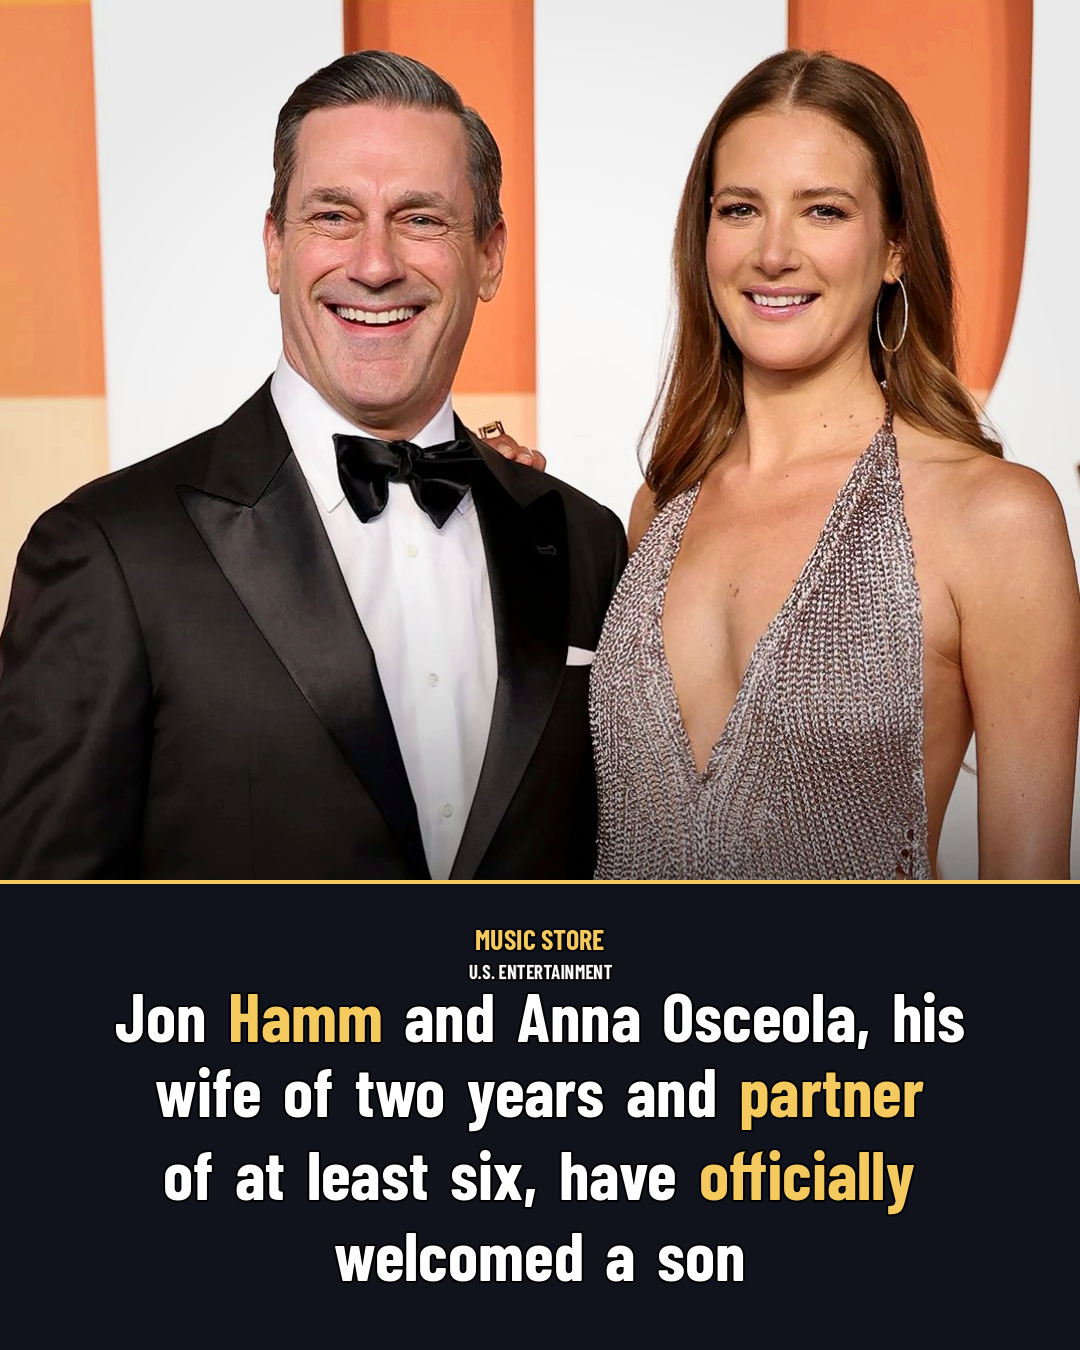 MUSIC STORE
U.S. ENTERTAINMENT
Jon Hamm and Anna Osceola, his
wife of two years and partner
of at least six, have officially
welcomed a son